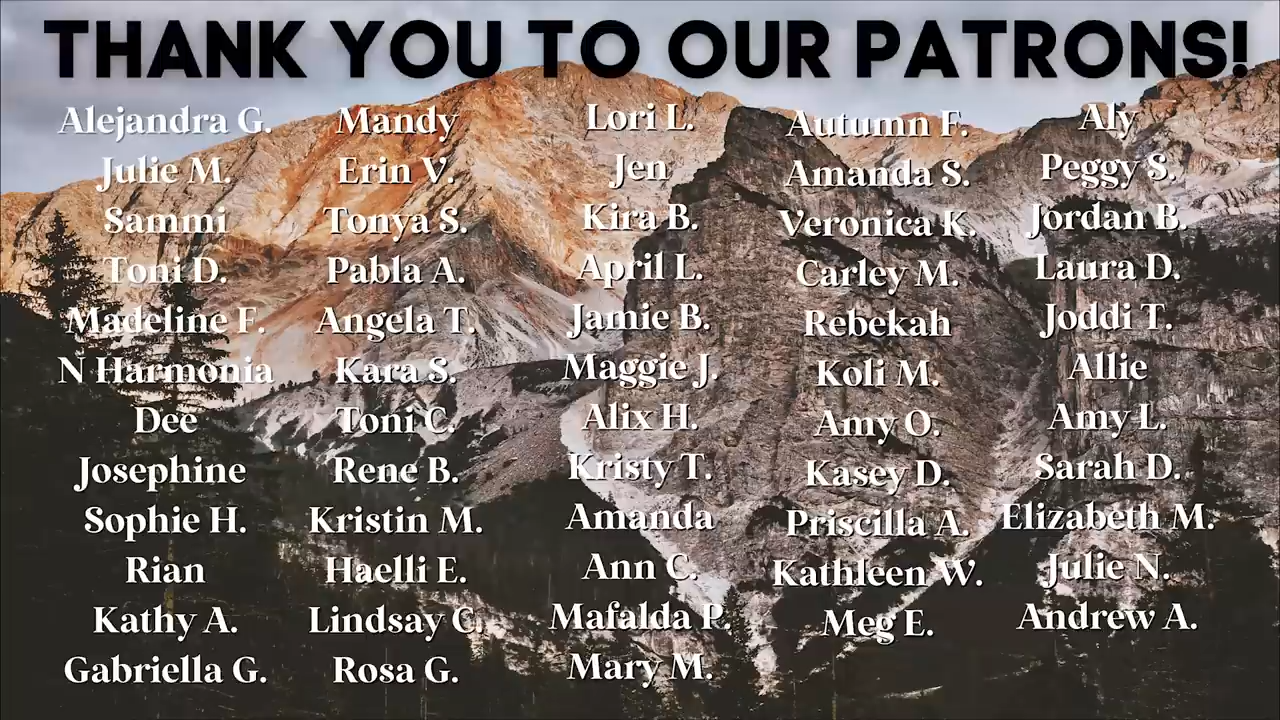 THANK YOU TO OUR PATRONS!
Alejandra G.
Julie M.
Sammi
Toni D.
Madeline F.
N Harmonia
Dee
Josephine
Sophie H.
Rian
Kathy A.
Gabriella G.
Mandy
Erin V.
Tonya S.
Pabla A.
Angela T.
Kara S.
Toni C.
Rene B.
Kristin M.
Haelli E.
Lindsay C.
Rosa G.
Lori L.
Jen
Kira B.
April L.
Jamie B.
Maggie J.
Alix H.
Kristy T.
Amanda
Ann C.
Mafalda P.
Mary M.
Autumn F.
Amanda S.
Veronica K.
Carley M.
Rebekah
Koli M.
Amy O.
Kasey D.
Priscilla A.
Kathleen W.
Meg E.
Aly
Peggy S.
Jordan B.
Laura D.
Joddi T.
Allie
Amy L.
Sarah D.
Elizabeth M.
Julie N.
Andrew A.